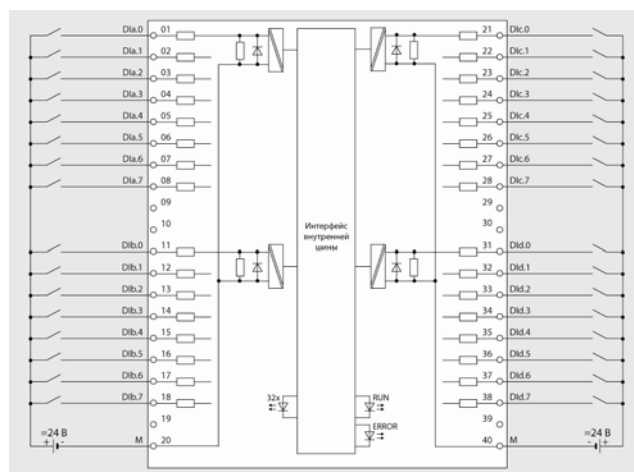 DIa.0 01 21 DIc.0
DIa.1 02 22 DIc.1
DIa.2 03 23 DIc.2
DIa.3 04 24 DIc.3
DIa.4 05 25 DIc.4
DIa.5 06 26 DIc.5
DIa.6 07 27 DIc.6
DIa.7 08 28 DIc.7
09 29
10 30
Интерфейс
внутренней
шины
DIb.0 11 31 DId.0
DIb.1 12 32 DId.1
DIb.2 13 33 DId.2
DIb.3 14 34 DId.3
DIb.4 15 35 DId.4
DIb.5 16 36 DId.5
DIb.6 17 37 DId.6
DIb.7 18 32x RUN 38 DId.7
19 ERROR 39
=24 В + - M 20 40 M =24 В + -